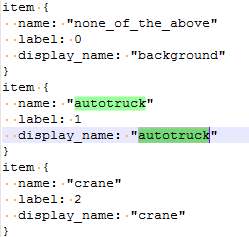 item {
  name: "none_of_the_above"
  label: 0
  display_name: "background"
}
item {
  name: "autotruck"
  label: 1
  display_name: "autotruck"
}
item {
  name: "crane"
  label: 2
  display_name: "crane"
}